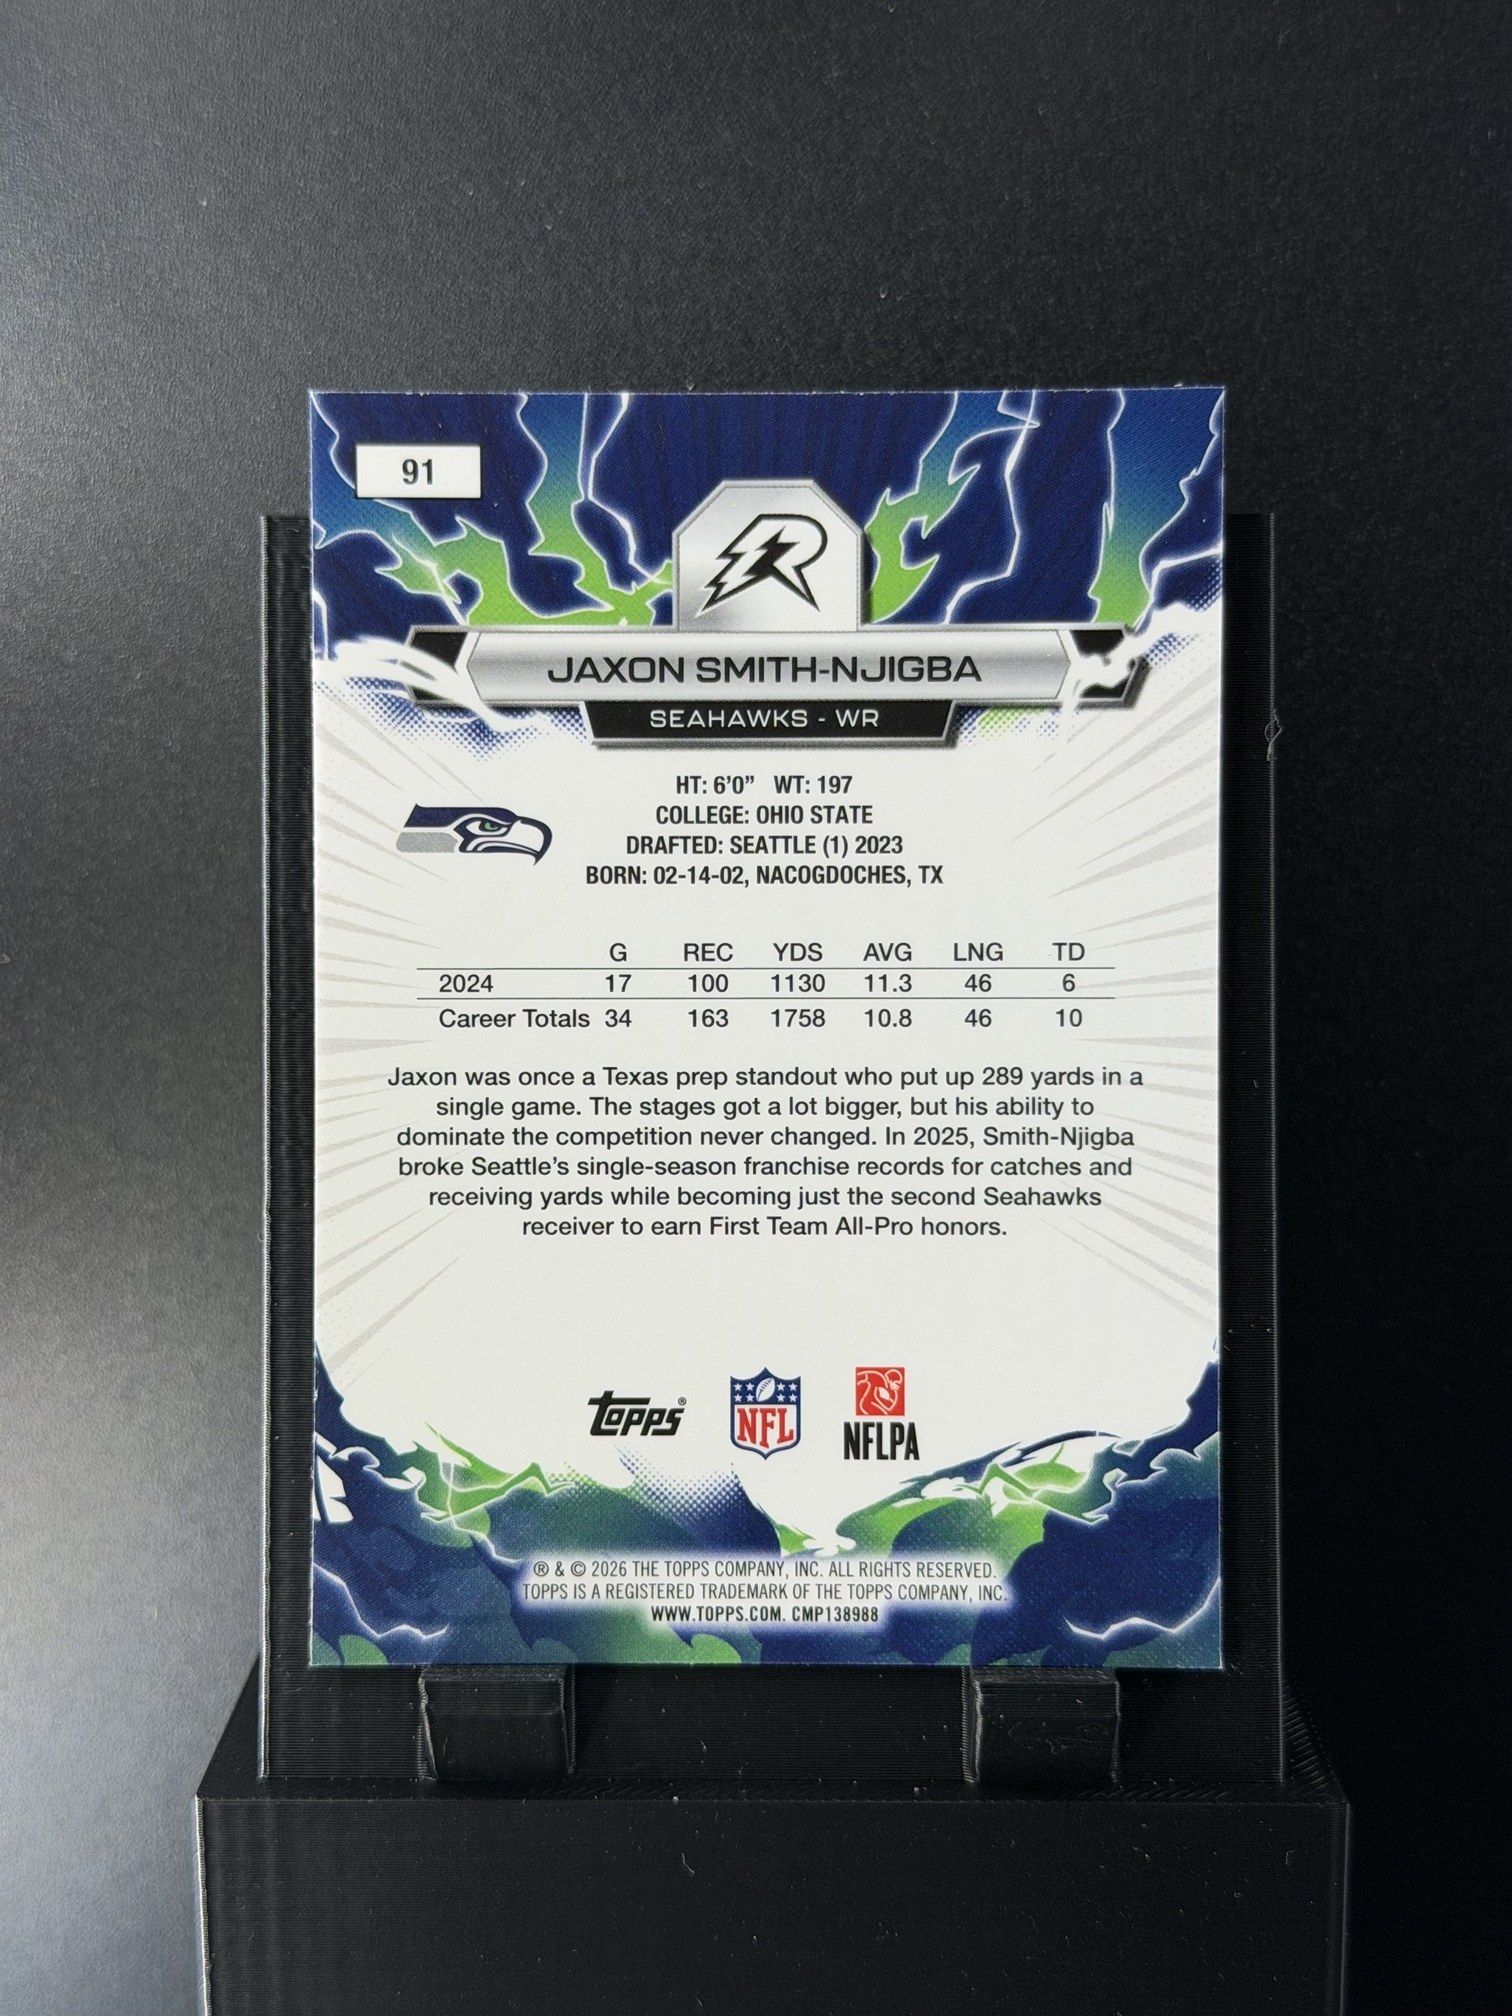 91
R
JAXON SMITH-NJIGBA
SEAHAWKS - WR
HT: 6'0" WT: 197
COLLEGE: OHIO STATE
DRAFTED: SEATTLE (1) 2023
BORN: 02-14-02, NACOGDOCHES, TX
G REC YDS AVG LNG TD
2024 17 100 1130 11.3 46 6
Career Totals 34 163 1758 10.8 46 10
Jaxon was once a Texas prep standout who put up 289 yards in a
single game. The stages got a lot bigger, but his ability to
dominate the competition never changed. In 2025, Smith-Njigba
broke Seattle's single-season franchise records for catches and
receiving yards while becoming just the second Seahawks
receiver to earn First Team All-Pro honors.
TOPPS® NFL NFLPA
® & © 2026 THE TOPPS COMPANY, INC. ALL RIGHTS RESERVED.
TOPPS IS A REGISTERED TRADEMARK OF THE TOPPS COMPANY, INC.
WWW.TOPPS.COM. CMP138988